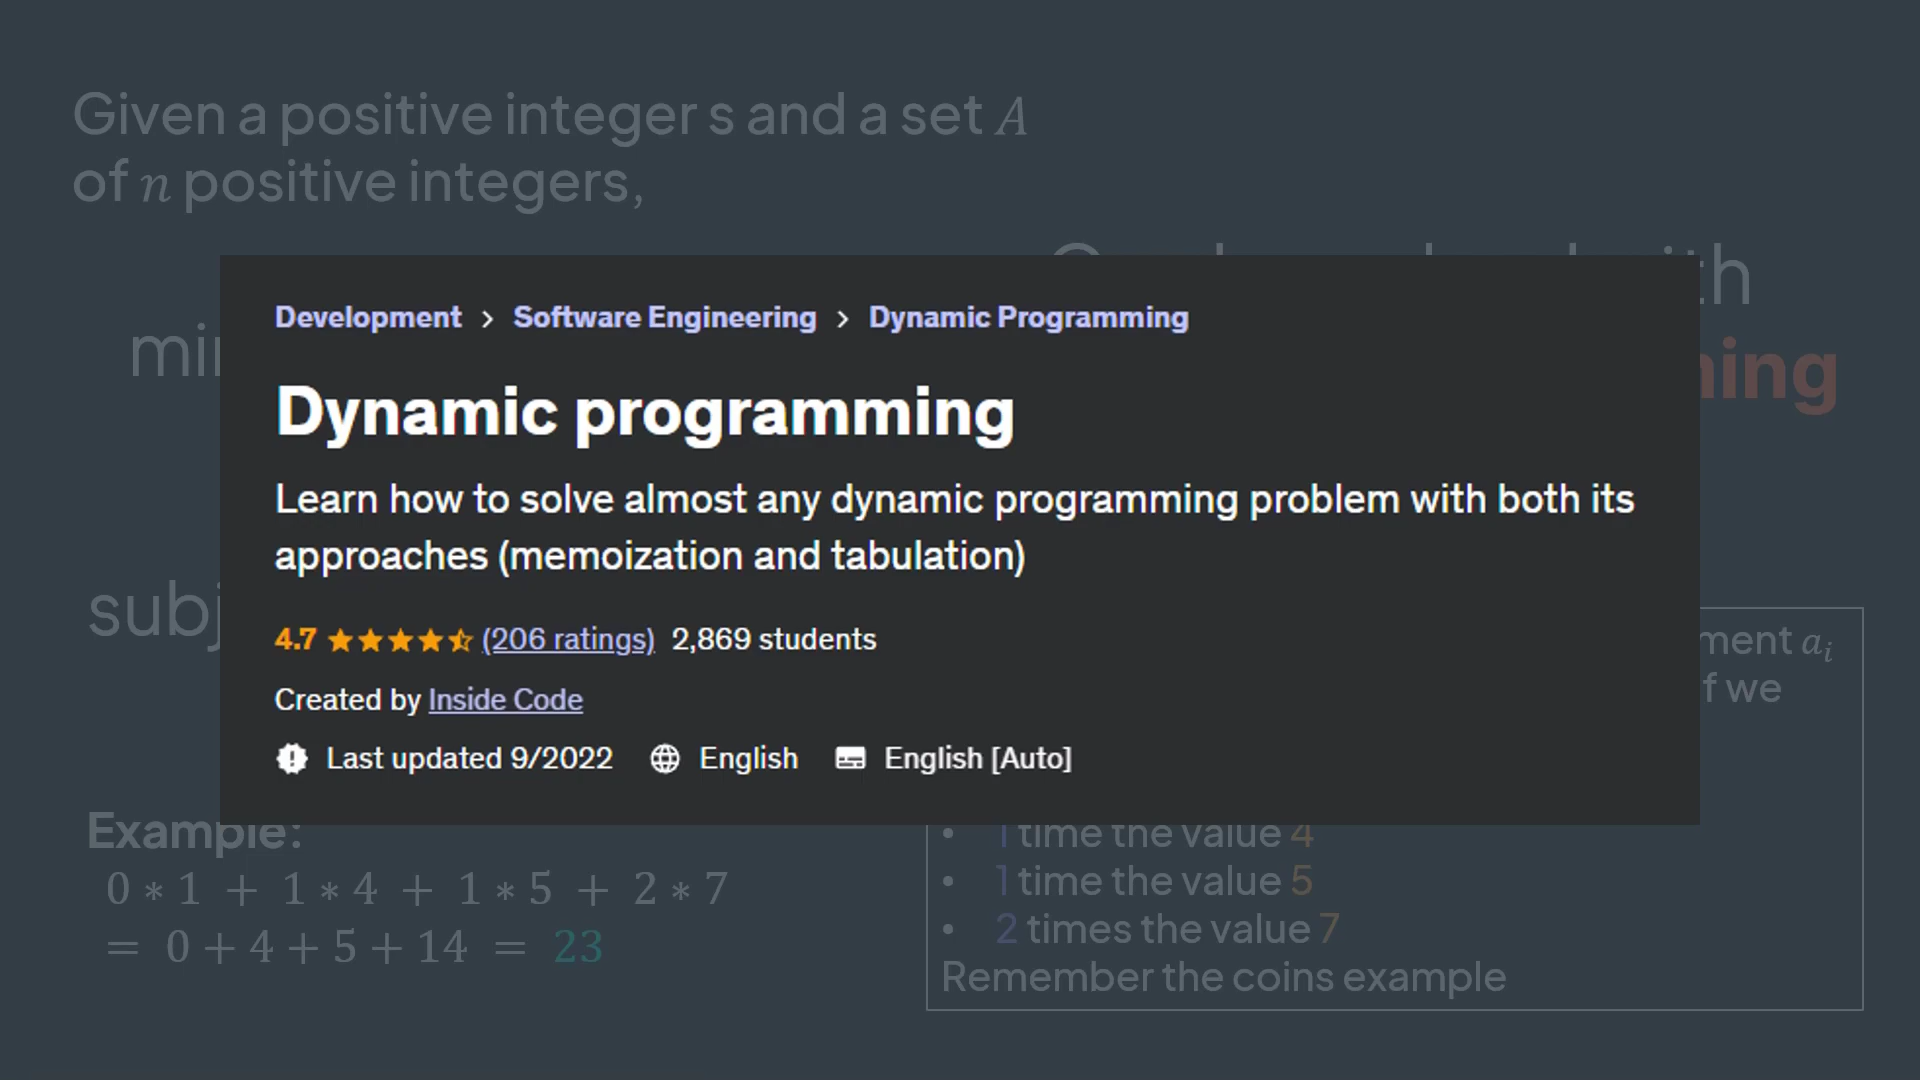 Given a positive integer s and a set A
of n positive integers,
Development > Software Engineering > Dynamic Programming
Dynamic programming
Learn how to solve almost any dynamic programming problem with both its
approaches (memoization and tabulation)
4.7 (206 ratings) 2,869 students
Created by Inside Code
Last updated 9/2022 English English [Auto]
Example:
0 * 1 + 1 * 4 + 1 * 5 + 2 * 7
= 0 + 4 + 5 + 14 = 23
aᵢ
we
• 1 time the value 4
• 1 time the value 5
• 2 times the value 7
Remember the coins example